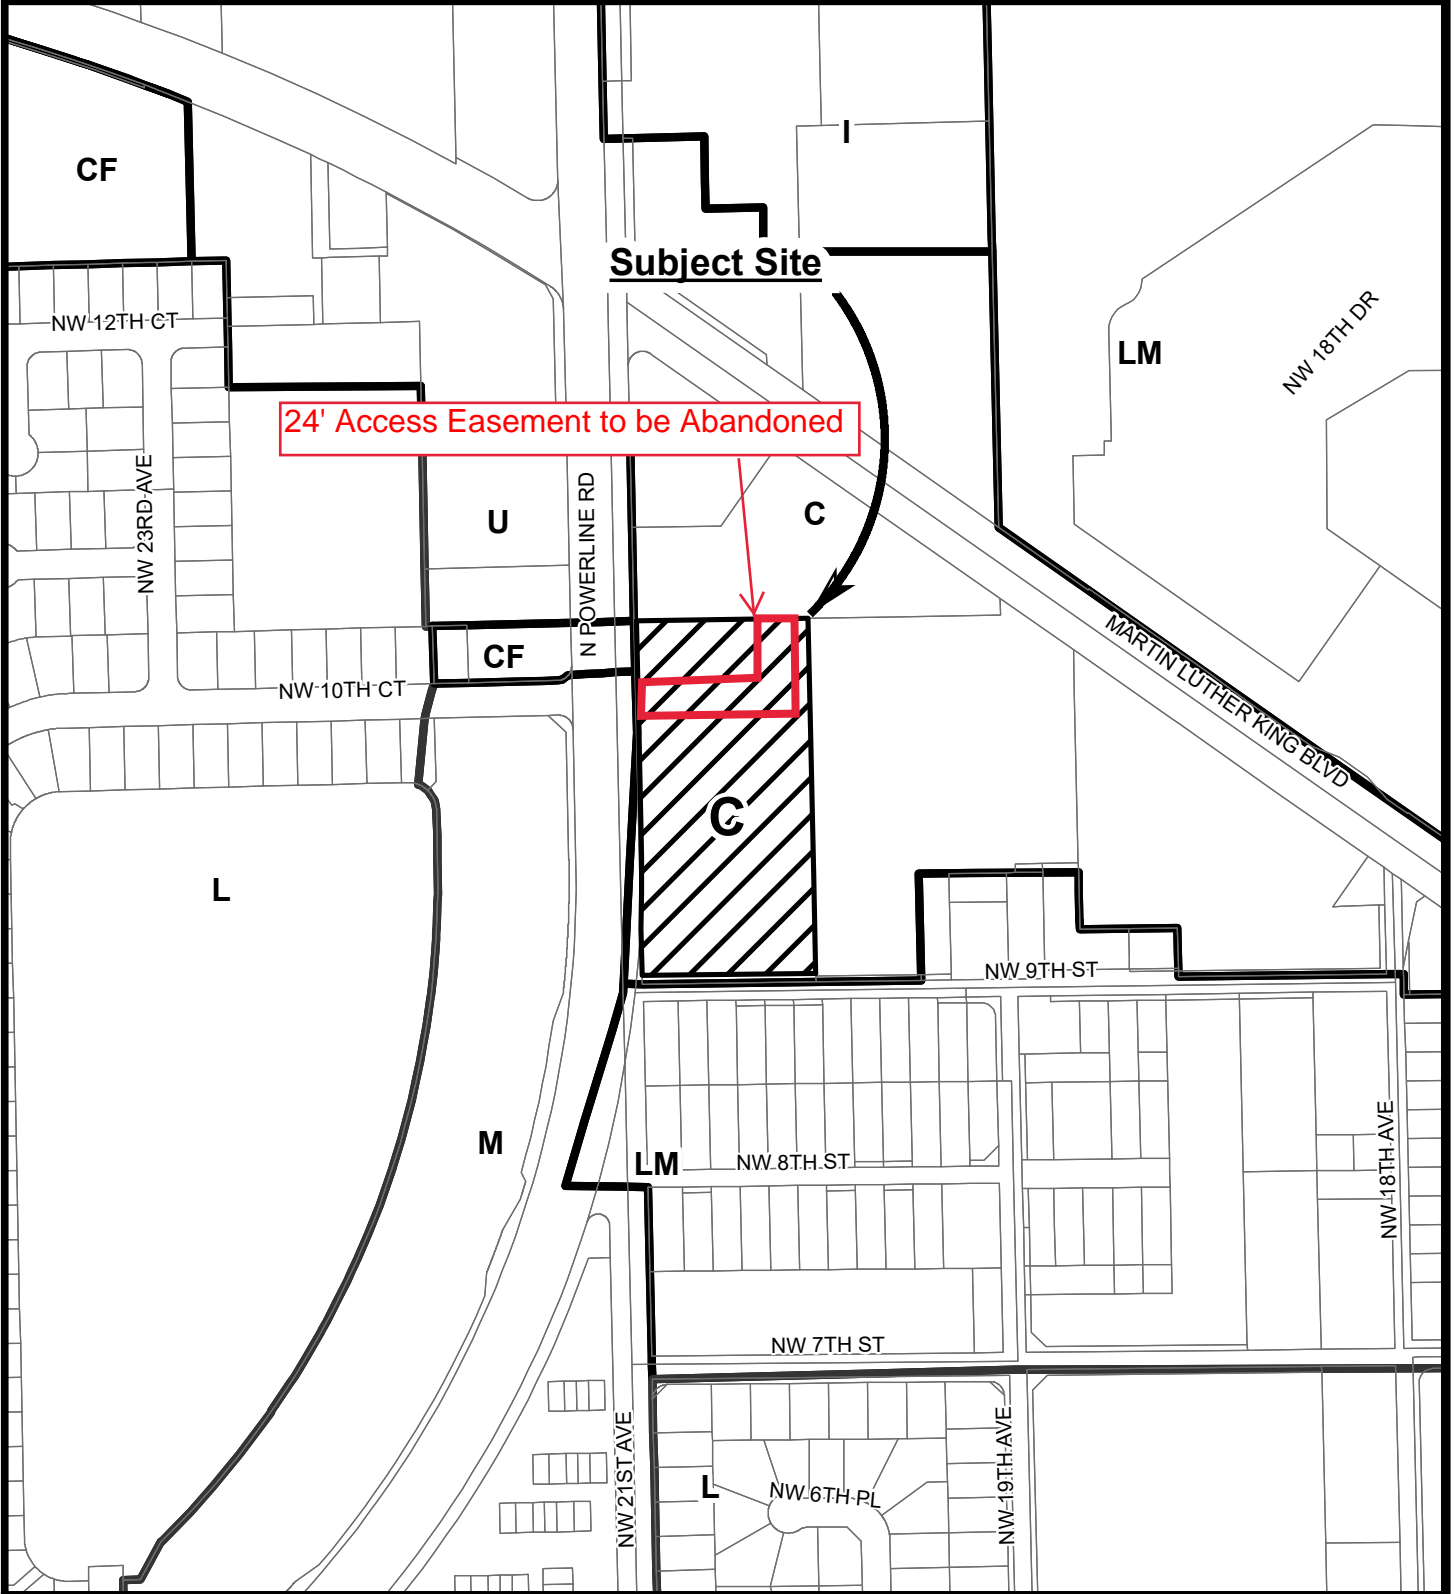 I
CF
Subject Site
NW 12TH CT
LM
NW 18TH DR
24' Access Easement to be Abandoned
NW 23RD AVE
U
N POWERLINE RD
C
CF
NW 10TH CT
MARTIN LUTHER KING BLVD
C
L
NW 9TH ST
M
LM
NW 8TH ST
NW 18TH AVE
NW 7TH ST
NW 21ST AVE
L
NW 6TH PL
NW 19TH AVE